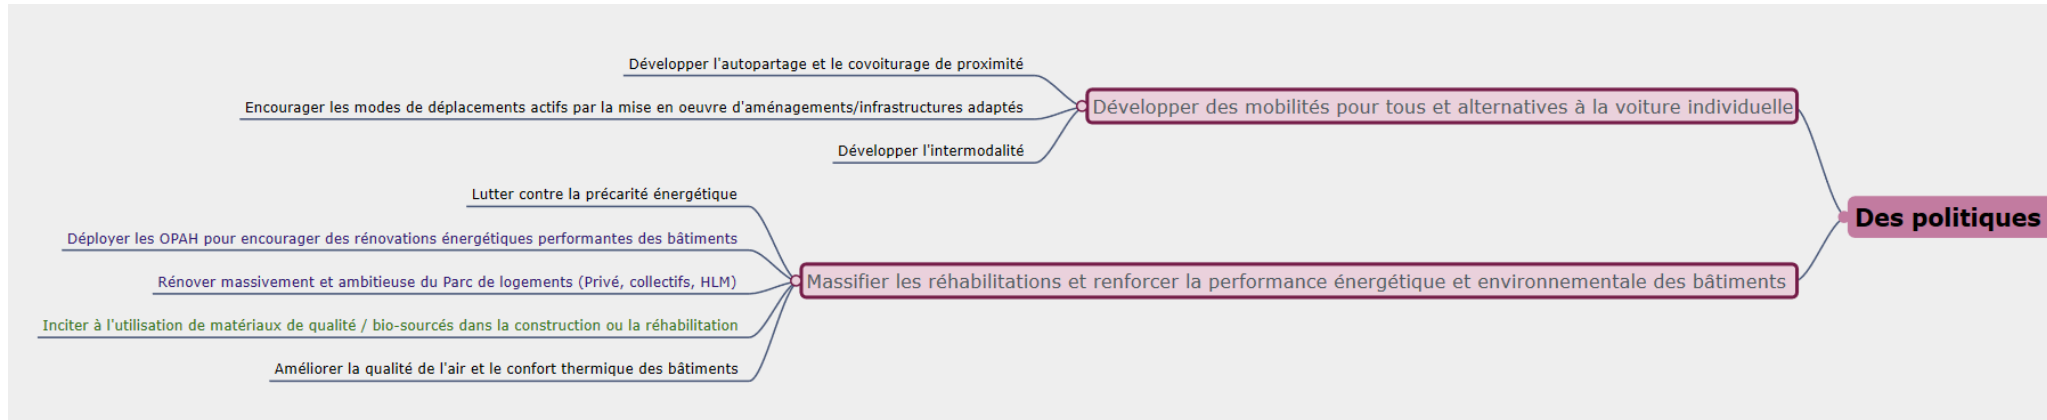 Développer l'autopartage et le covoiturage de proximité
Encourager les modes de déplacements actifs par la mise en oeuvre d'aménagements/infrastructures adaptés
Développer des mobilités pour tous et alternatives à la voiture individuelle
Développer l'intermodalité
Lutter contre la précarité énergétique
Des politiques
Déployer les OPAH pour encourager des rénovations énergétiques performantes des bâtiments
Rénover massivement et ambitieuse du Parc de logements (Privé, collectifs, HLM)
Massifier les réhabilitations et renforcer la performance énergétique et environnementale des bâtiments
Inciter à l'utilisation de matériaux de qualité / bio-sourcés dans la construction ou la réhabilitation
Améliorer la qualité de l'air et le confort thermique des bâtiments